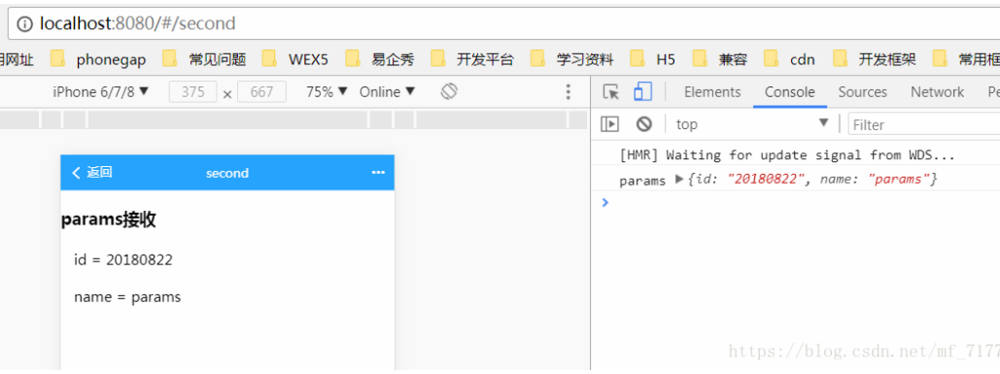 localhost:8080/#/second
用网址 phonegap 常见问题 WEX5 易企秀 开发平台 学习资料 H5 兼容 cdn 开发框架 常用框
iPhone 6/7/8 ▼ 375 × 667 75% ▼ Online ▼
Elements Console Sources Network Pe
top ▼ Filter
[HMR] Waiting for update signal from WDS...
params ▶{id: "20180822", name: "params"}
返回 second
params接收
id = 20180822
name = params
https://blog.csdn.net/mf_7177